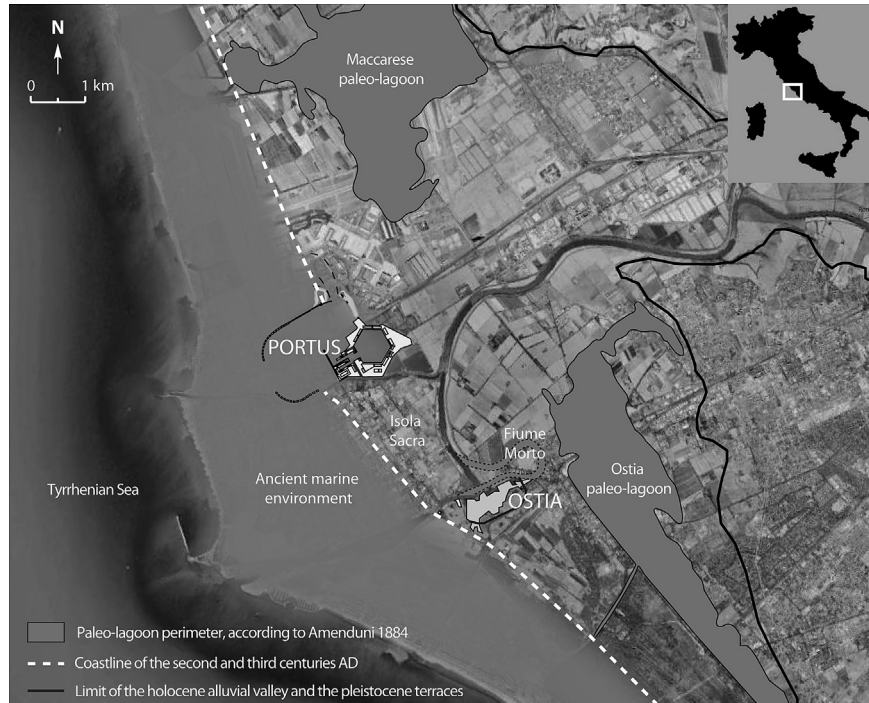 N
0 1 km
Maccarese
paleo-lagoon
PORTUS
Isola
Sacra
Fiume
Morto
Ostia
paleo-lagoon
OSTIA
Ancient marine
environment
Tyrrhenian Sea
Paleo-lagoon perimeter, according to Amenduni 1884
Coastline of the second and third centuries AD
Limit of the holocene alluvial valley and the pleistocene terraces